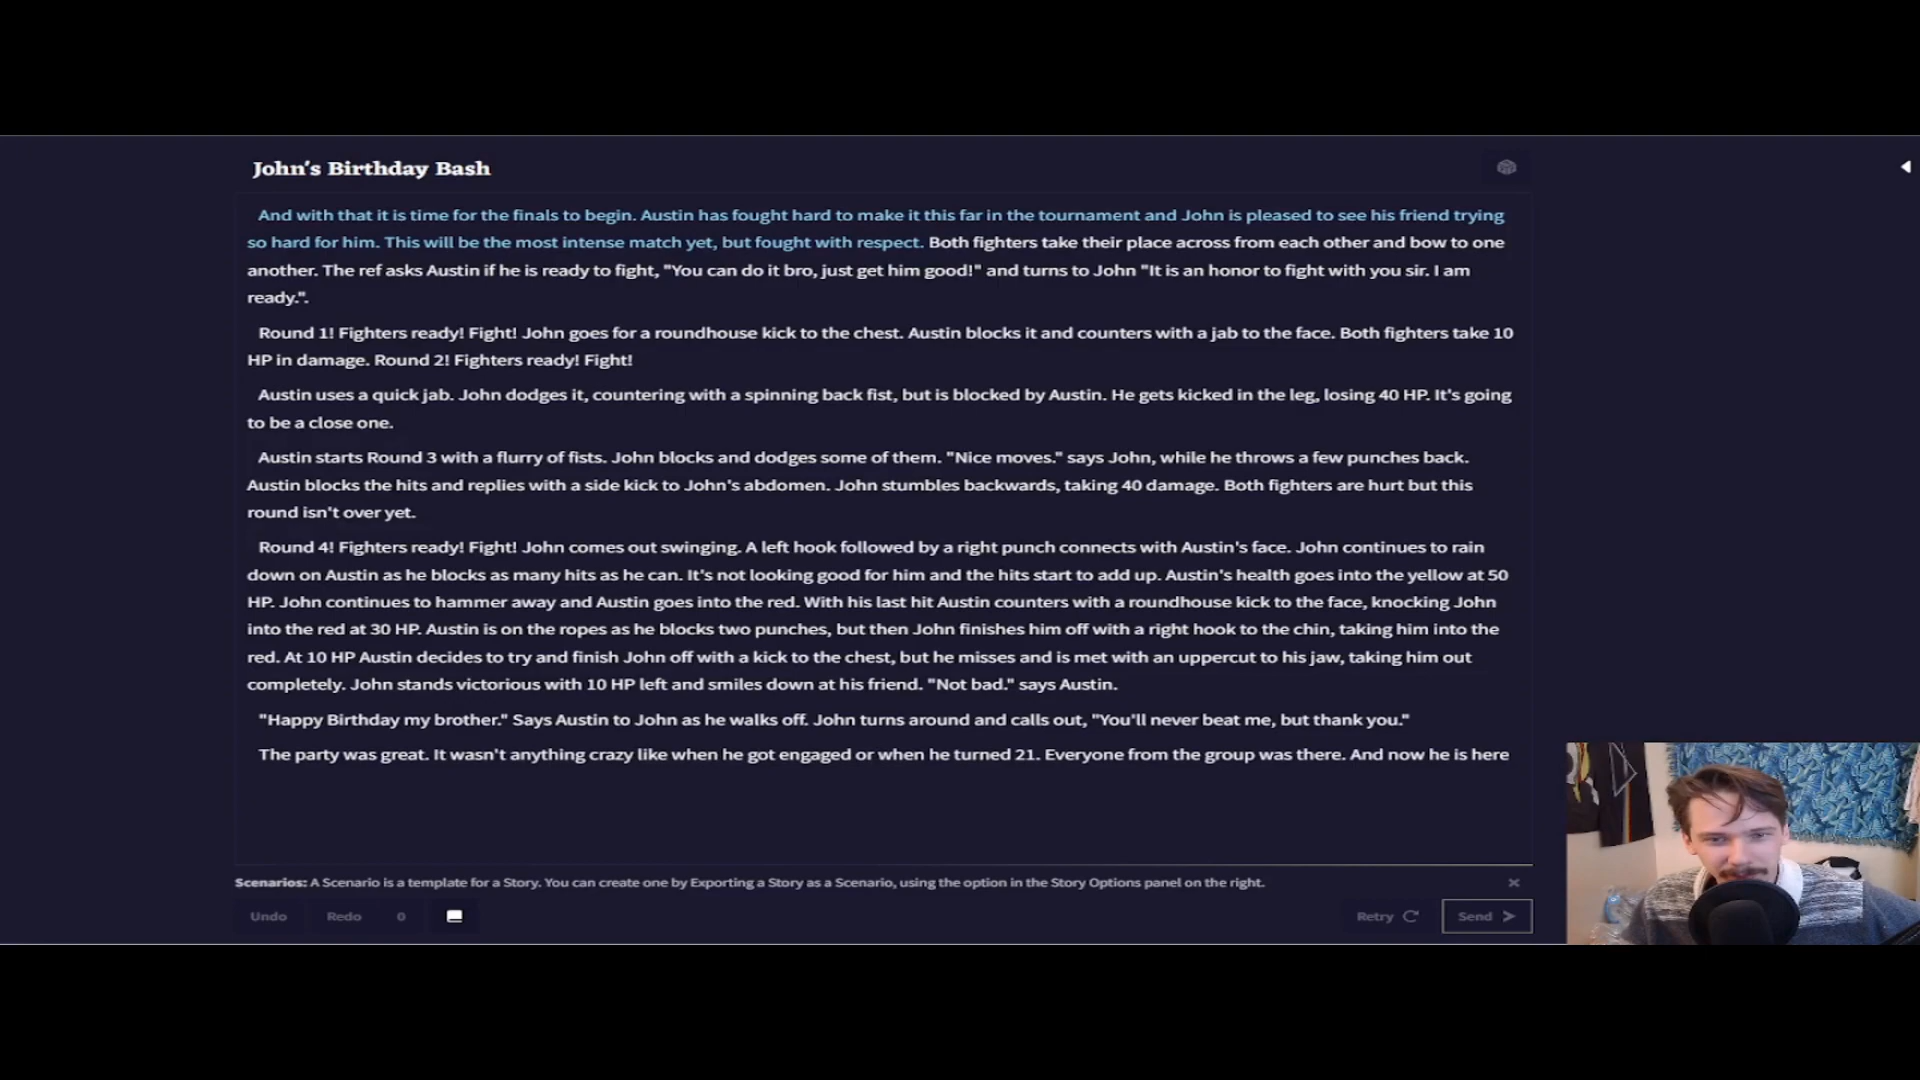 John's Birthday Bash
And with that it is time for the finals to begin. Austin has fought hard to make it this far in the tournament and John is pleased to see his friend trying
so hard for him. This will be the most intense match yet, but fought with respect. Both fighters take their place across from each other and bow to one
another. The ref asks Austin if he is ready to fight, "You can do it bro, just get him good!" and turns to John "It is an honor to fight with you sir. I am
ready.".
Round 1! Fighters ready! Fight! John goes for a roundhouse kick to the chest. Austin blocks it and counters with a jab to the face. Both fighters take 10
HP in damage. Round 2! Fighters ready! Fight!
Austin uses a quick jab. John dodges it, countering with a spinning back fist, but is blocked by Austin. He gets kicked in the leg, losing 40 HP. It's going
to be a close one.
Austin starts Round 3 with a flurry of fists. John blocks and dodges some of them. "Nice moves." says John, while he throws a few punches back.
Austin blocks the hits and replies with a side kick to John's abdomen. John stumbles backwards, taking 40 damage. Both fighters are hurt but this
round isn't over yet.
Round 4! Fighters ready! Fight! John comes out swinging. A left hook followed by a right punch connects with Austin's face. John continues to rain
down on Austin as he blocks as many hits as he can. It's not looking good for him and the hits start to add up. Austin's health goes into the yellow at 50
HP. John continues to hammer away and Austin goes into the red. With his last hit Austin counters with a roundhouse kick to the face, knocking John
into the red at 30 HP. Austin is on the ropes as he blocks two punches, but then John finishes him off with a right hook to the chin, taking him into the
red. At 10 HP Austin decides to try and finish John off with a kick to the chest, but he misses and is met with an uppercut to his jaw, taking him out
completely. John stands victorious with 10 HP left and smiles down at his friend. "Not bad." says Austin.
"Happy Birthday my brother." Says Austin to John as he walks off. John turns around and calls out, "You'll never beat me, but thank you."
The party was great. It wasn't anything crazy like when he got engaged or when he turned 21. Everyone from the group was there. And now he is here
Scenarios: A Scenario is a template for a Story. You can create one by Exporting a Story as a Scenario, using the option in the Story Options panel on the right.
Undo Redo 0 Retry Send